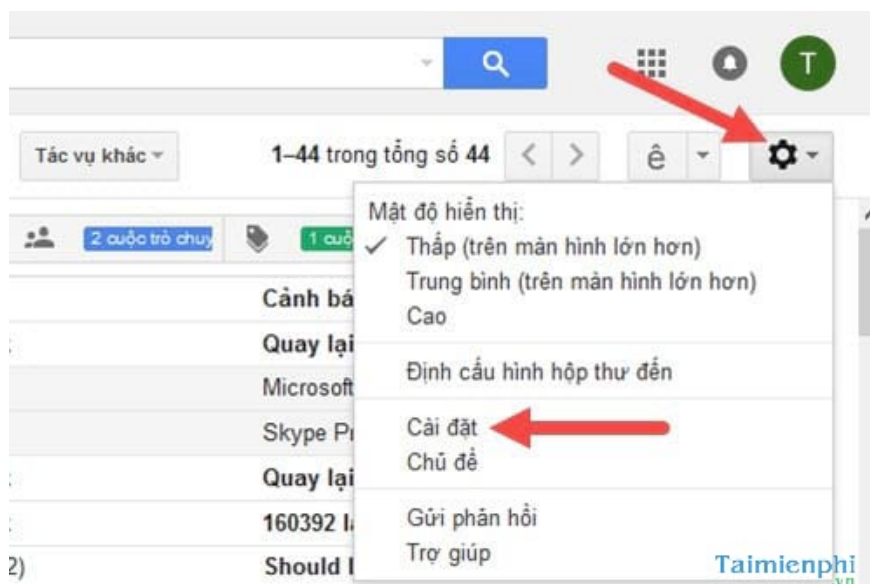 T
Tác vụ khác
1–44 trong tổng số 44
ê
Mật độ hiển thị:
2 cuộc trò chuy
1 cuộ
Thấp (trên màn hình lớn hơn)
Trung bình (trên màn hình lớn hơn)
Cao
Cảnh bá
Quay lại
Định cấu hình hộp thư đến
Microsoft
Cài đặt
Skype Pr
Chủ đề
Quay lại
160392 l
Gửi phản hồi
Trợ giúp
2)
Should I
Taimienphi
.vn